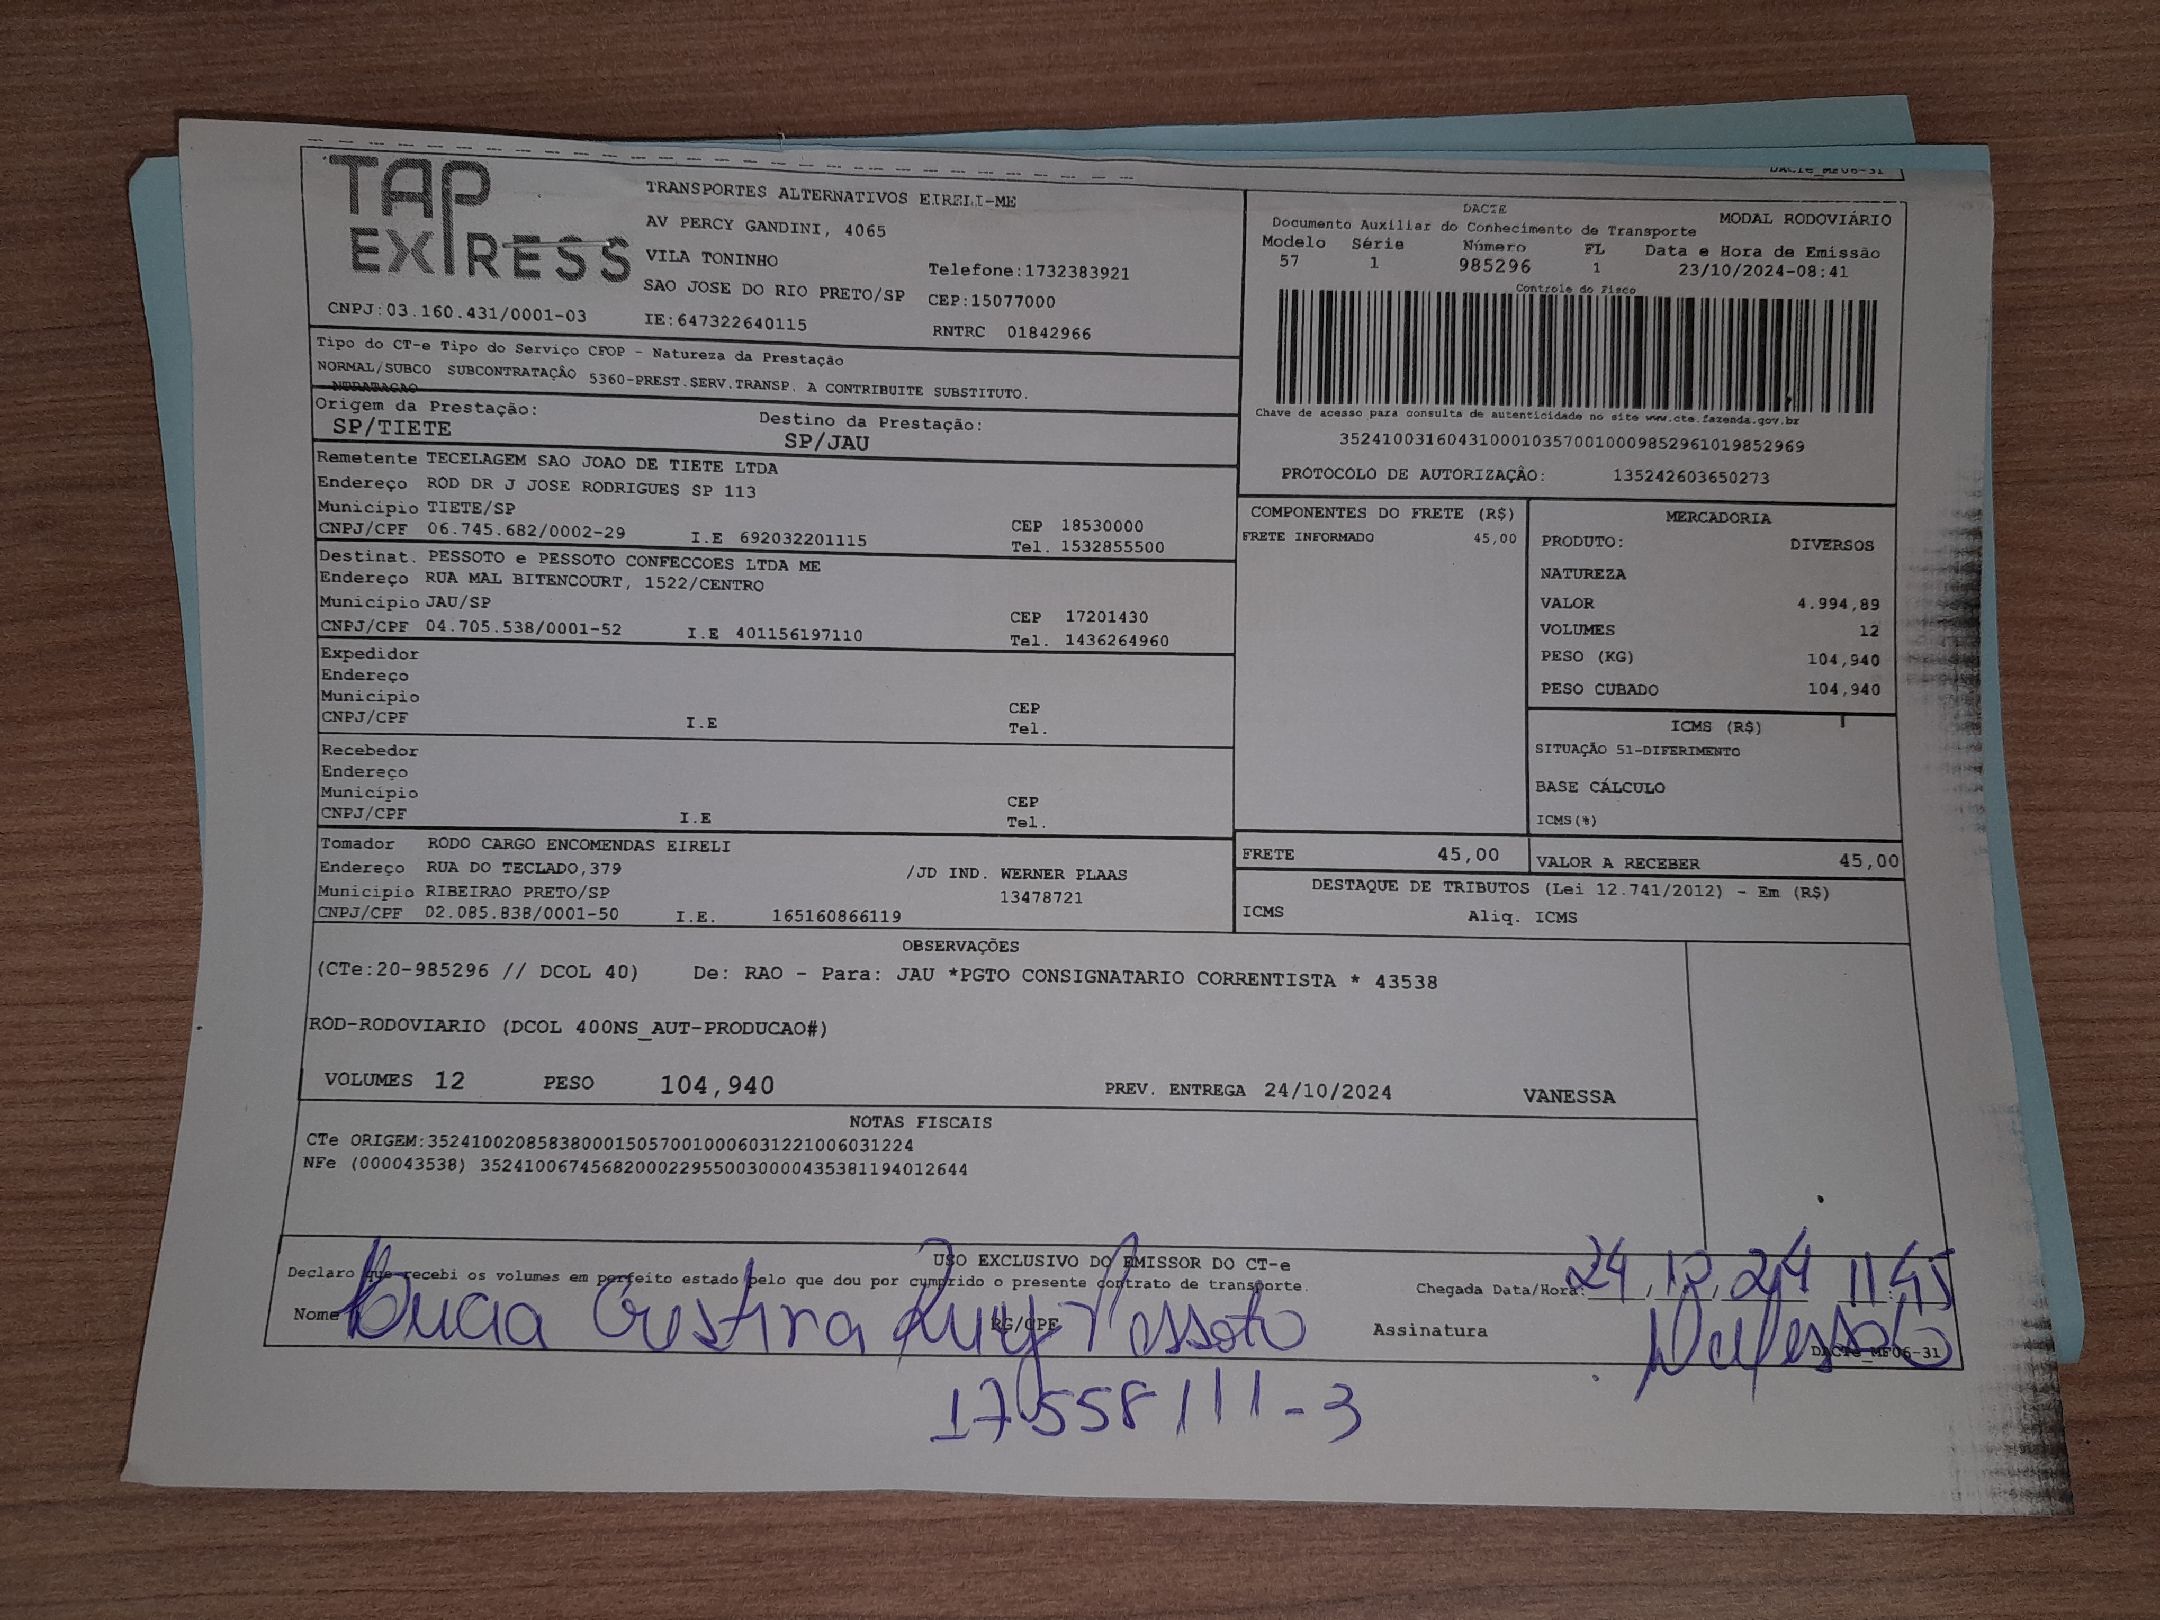 TAP
EXPRESS
CNPJ:03.160.431/0001-03
TRANSPORTES ALTERNATIVOS EIRELI-ME
AV PERCY GANDINI, 4065
VILA TONINHO
Telefone:1732383921
SAO JOSE DO RIO PRETO/SP CEP:15077000
IE:647322640115
RNTRC 01842966
DACTE_MF06-31
DACTE
MODAL RODOVIÁRIO
Documento Auxiliar do Conhecimento de Transporte
Modelo Série Número FL Data e Hora de Emissão
57 1 985296 1 23/10/2024-08:41
Controle do Fisco
Chave de acesso para consulta de autenticidade no site www.cte.fazenda.gov.br
35241003160431000103570010009852961019852969
PROTOCOLO DE AUTORIZAÇÃO: 135242603650273
Tipo do CT-e Tipo do Serviço CFOP - Natureza da Prestação
NORMAL/SUBCO SUBCONTRATAÇÃO 5360-PREST.SERV.TRANSP. A CONTRIBUITE SUBSTITUTO.
NTRATACAO
Origem da Prestação: Destino da Prestação:
SP/TIETE SP/JAU
Remetente TECELAGEM SAO JOAO DE TIETE LTDA
Endereço ROD DR J JOSE RODRIGUES SP 113
Municipio TIETE/SP CEP 18530000
CNPJ/CPF 06.745.682/0002-29 I.E 692032201115 Tel. 1532855500
Destinat. PESSOTO e PESSOTO CONFECCOES LTDA ME
Endereço RUA MAL BITENCOURT, 1522/CENTRO
Município JAU/SP CEP 17201430
CNPJ/CPF 04.705.538/0001-52 I.E 401156197110 Tel. 1436264960
Expedidor
Endereço
Municipio CEP
CNPJ/CPF I.E Tel.
Recebedor
Endereço
Município CEP
CNPJ/CPF I.E Tel.
Tomador RODO CARGO ENCOMENDAS EIRELI
Endereço RUA DO TECLADO,379 /JD IND. WERNER PLAAS
Municipio RIBEIRAO PRETO/SP 13478721
CNPJ/CPF 02.085.838/0001-50 I.E. 165160866119
COMPONENTES DO FRETE (R$)
FRETE INFORMADO 45,00
MERCADORIA
PRODUTO: DIVERSOS
NATUREZA
VALOR 4.994,89
VOLUMES 12
PESO (KG) 104,940
PESO CUBADO 104,940
ICMS (R$)
SITUAÇÃO 51-DIFERIMENTO
BASE CÁLCULO
ICMS(%)
FRETE 45,00 VALOR A RECEBER 45,00
DESTAQUE DE TRIBUTOS (Lei 12.741/2012) - Em (R$)
ICMS Aliq. ICMS
OBSERVAÇÕES
(CTe:20-985296 // DCOL 40) De: RAO - Para: JAU *PGTO CONSIGNATARIO CORRENTISTA * 43538
ROD-RODOVIARIO (DCOL 400NS_AUT-PRODUCAO#)
VOLUMES 12 PESO 104,940 PREV. ENTREGA 24/10/2024 VANESSA
NOTAS FISCAIS
CTe ORIGEM:35241002085838000150570010006031221006031224
NFe (000043538) 35241006745682000229550030000435381194012644
USO EXCLUSIVO DO EMISSOR DO CT-e
Declaro que recebi os volumes em perfeito estado pelo que dou por cumprido o presente contrato de transporte.
Chegada Data/Hora: 24 24 11:45
Nome Cristina Pessoto RG/CPF Assinatura
DACTE_MF06-31
17558111-3